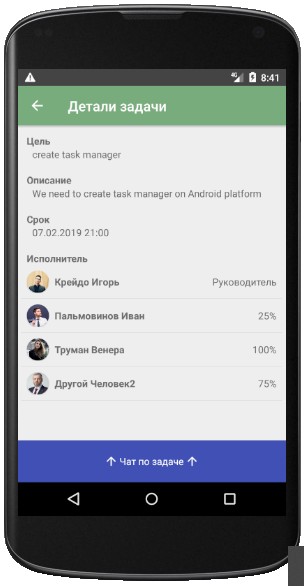 4G 8:41
Детали задачи
Цель
create task manager
Описание
We need to create task manager on Android platform
Срок
07.02.2019 21:00
Исполнитель
Крейдо Игорь Руководитель
Пальмовинов Иван 25%
Труман Венера 100%
Другой Человек2 75%
↑ Чат по задаче ↑